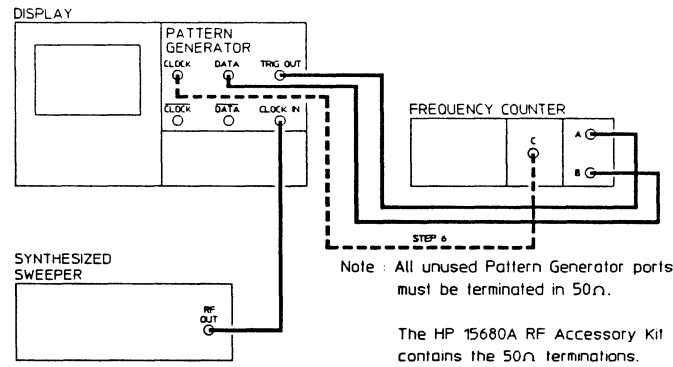 DISPLAY
PATTERN
GENERATOR
CLOCK DATA TRIG OUT
C̅L̅O̅C̅K̅ D̅A̅T̅A̅ CLOCK IN
FREQUENCY COUNTER
C
A
B
STEP 6
SYNTHESIZED
SWEEPER
RF
OUT
Note : All unused Pattern Generator ports
must be terminated in 50Ω.
The HP 15680A RF Accessory Kit
contains the 50Ω terminations.